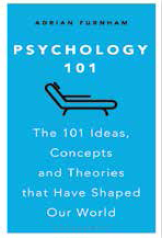 ADRIAN FURNHAM
PSYCHOLOGY
101
The 101 Ideas,
Concepts
and Theories
that Have Shaped
Our World